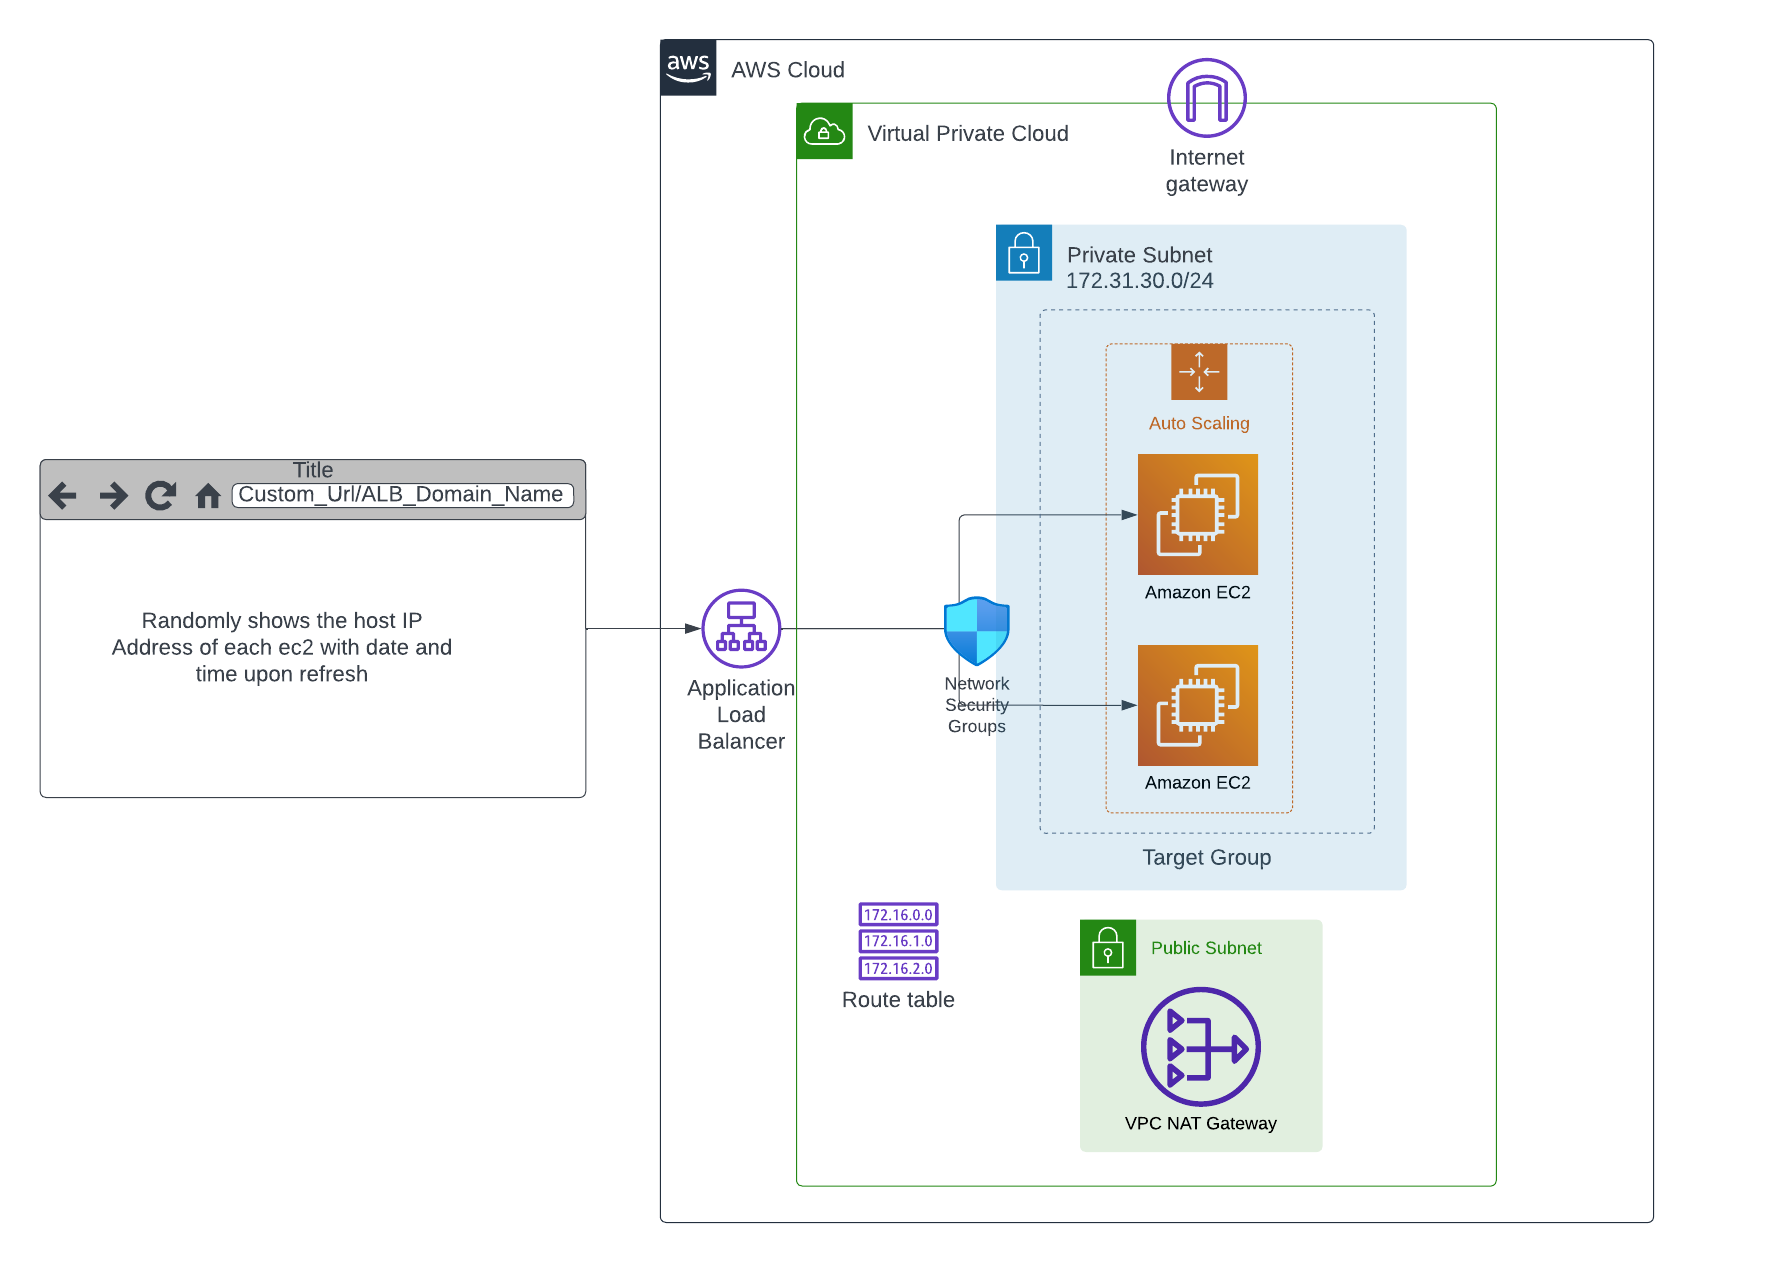 aws
AWS Cloud
Virtual Private Cloud
Internet
gateway
Private Subnet
172.31.30.0/24
Auto Scaling
Title
Custom_Url/ALB_Domain_Name
Randomly shows the host IP
Address of each ec2 with date and
time upon refresh
Application
Load
Balancer
Network
Security
Groups
Amazon EC2
Amazon EC2
Target Group
172.16.0.0
172.16.1.0
172.16.2.0
Route table
Public Subnet
VPC NAT Gateway